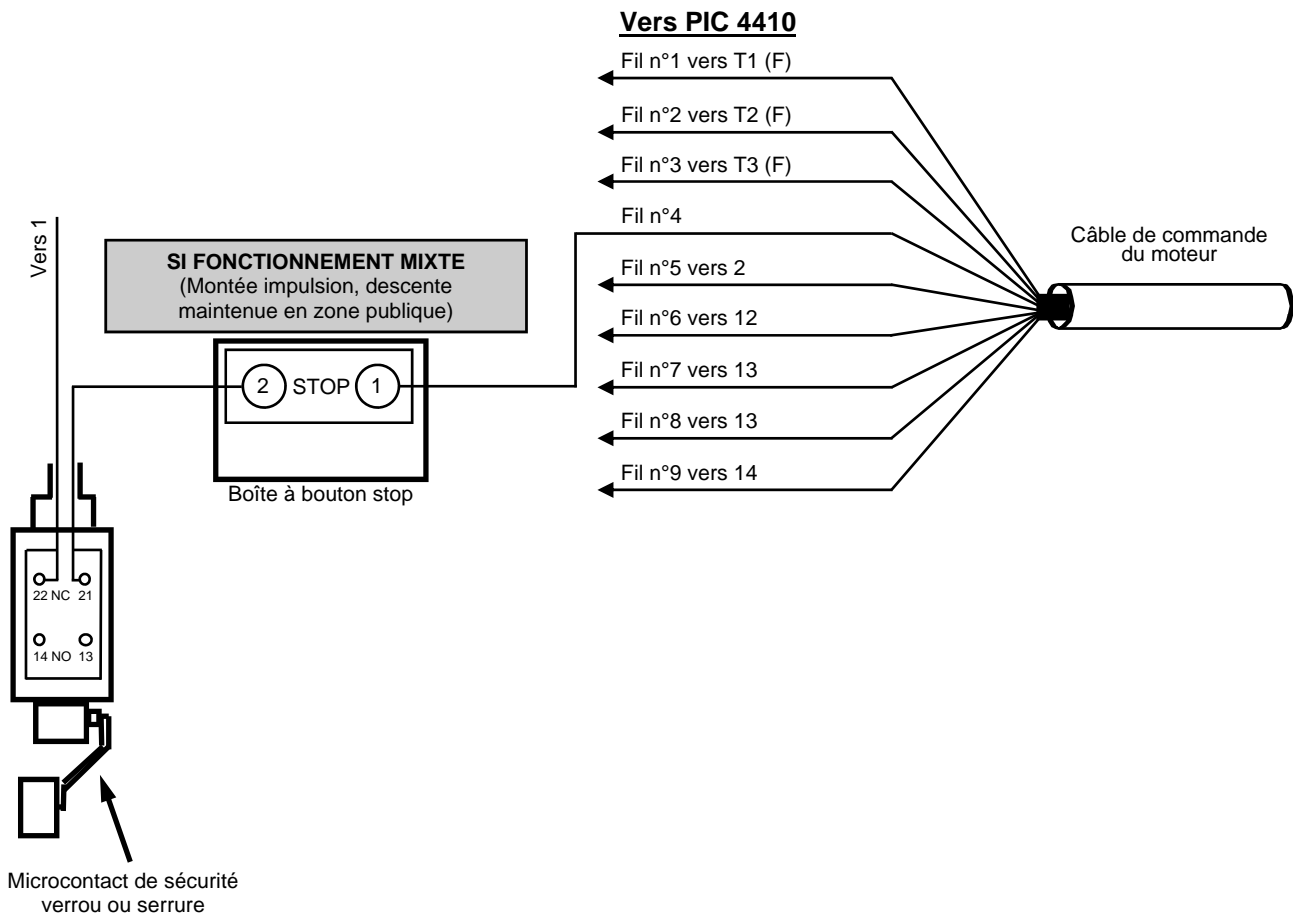 Vers PIC 4410
Fil n°1 vers T1 (F)
Fil n°2 vers T2 (F)
Fil n°3 vers T3 (F)
Fil n°4
Fil n°5 vers 2
Fil n°6 vers 12
Fil n°7 vers 13
Fil n°8 vers 13
Fil n°9 vers 14
Câble de commande
du moteur
Vers 1
SI FONCTIONNEMENT MIXTE
(Montée impulsion, descente
maintenue en zone publique)
2 STOP 1
Boîte à bouton stop
22 NC 21
14 NO 13
Microcontact de sécurité
verrou ou serrure